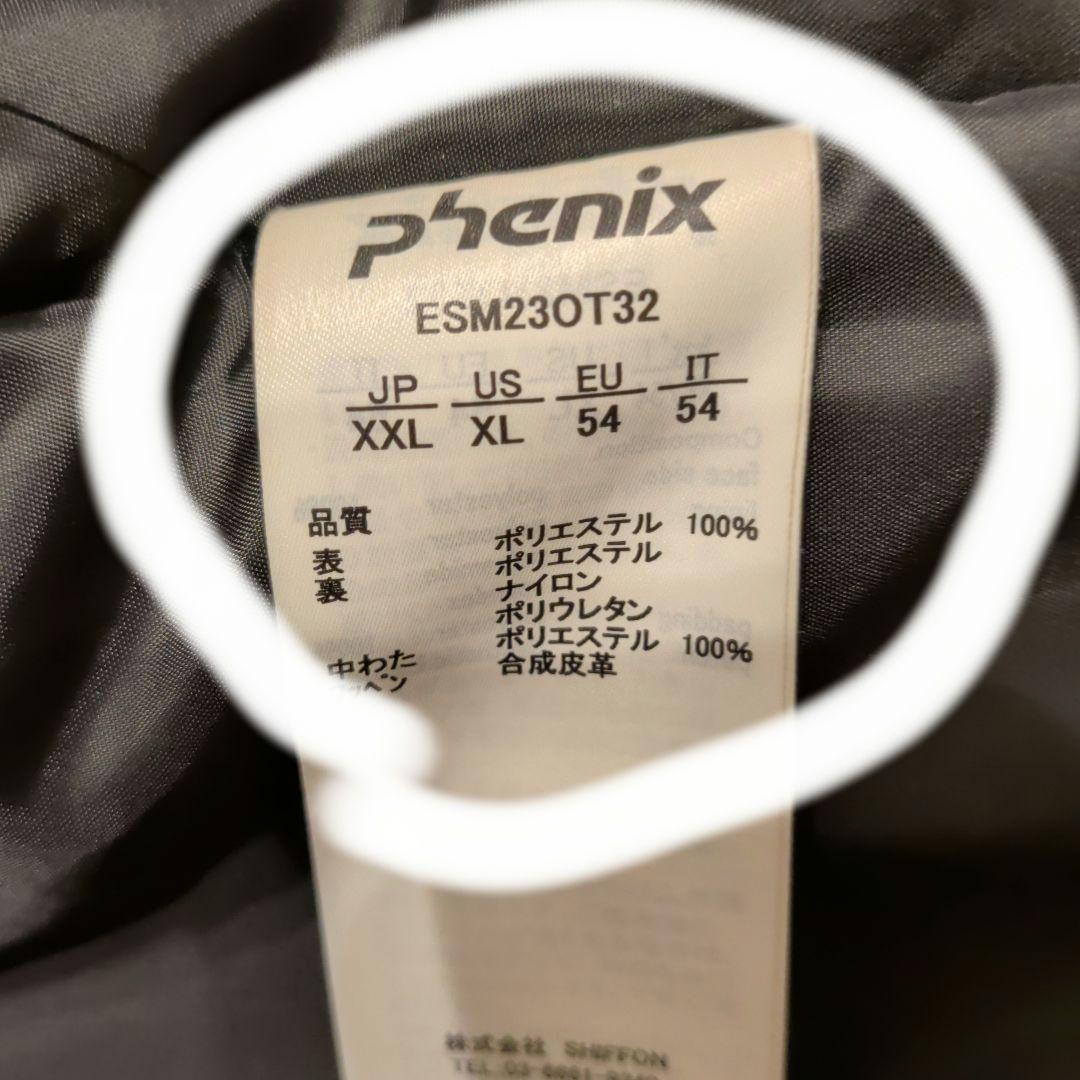 phenix
ESM23OT32
JP US EU IT
XXL XL 54 54
品質
表 ポリエステル 100%
裏 ポリエステル
ナイロン
ポリウレタン
中わた ポリエステル 100%
合成皮革
株式会社 SHIFFON